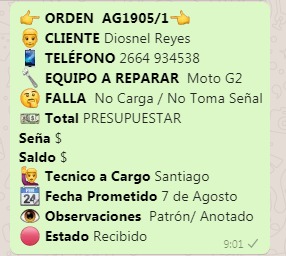 ORDEN AG1905/1
CLIENTE Diosnel Reyes
TELÉFONO 2664 934538
EQUIPO A REPARAR Moto G2
FALLA No Carga / No Toma Señal
Total PRESUPUESTAR
Seña $
Saldo $
Tecnico a Cargo Santiago
Fecha Prometido 7 de Agosto
Observaciones Patrón/ Anotado
Estado Recibido
9:01